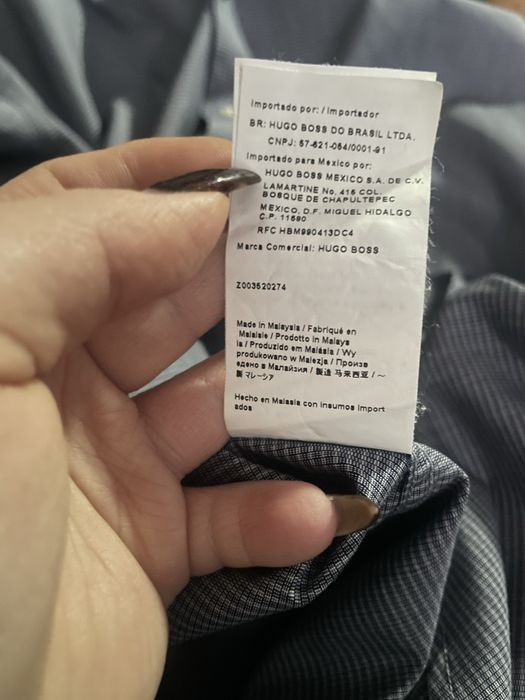 Importado por: / Importador
BR: HUGO BOSS DO BRASIL LTDA.
CNPJ: 67-621-064/0001-91
Importado para Mexico por:
HUGO BOSS MEXICO S.A. DE C.V.
LAMARTINE No. 415 COL.
BOSQUE DE CHAPULTEPEC
MEXICO, D.F. MIGUEL HIDALGO
C.P. 11580
RFC HBM990413DC4
Marca Comercial: HUGO BOSS
Z003520274
Made in Malaysia / Fabriqué en
Malaisie / Prodotto in Malays
ia / Produzido em Malásia / Wy
produkowano w Malezja / Произв
едено в Малайзия / 製造 马来西亚 / ～
製 マレーシア
Hecho en Malasia con insumos import
ados